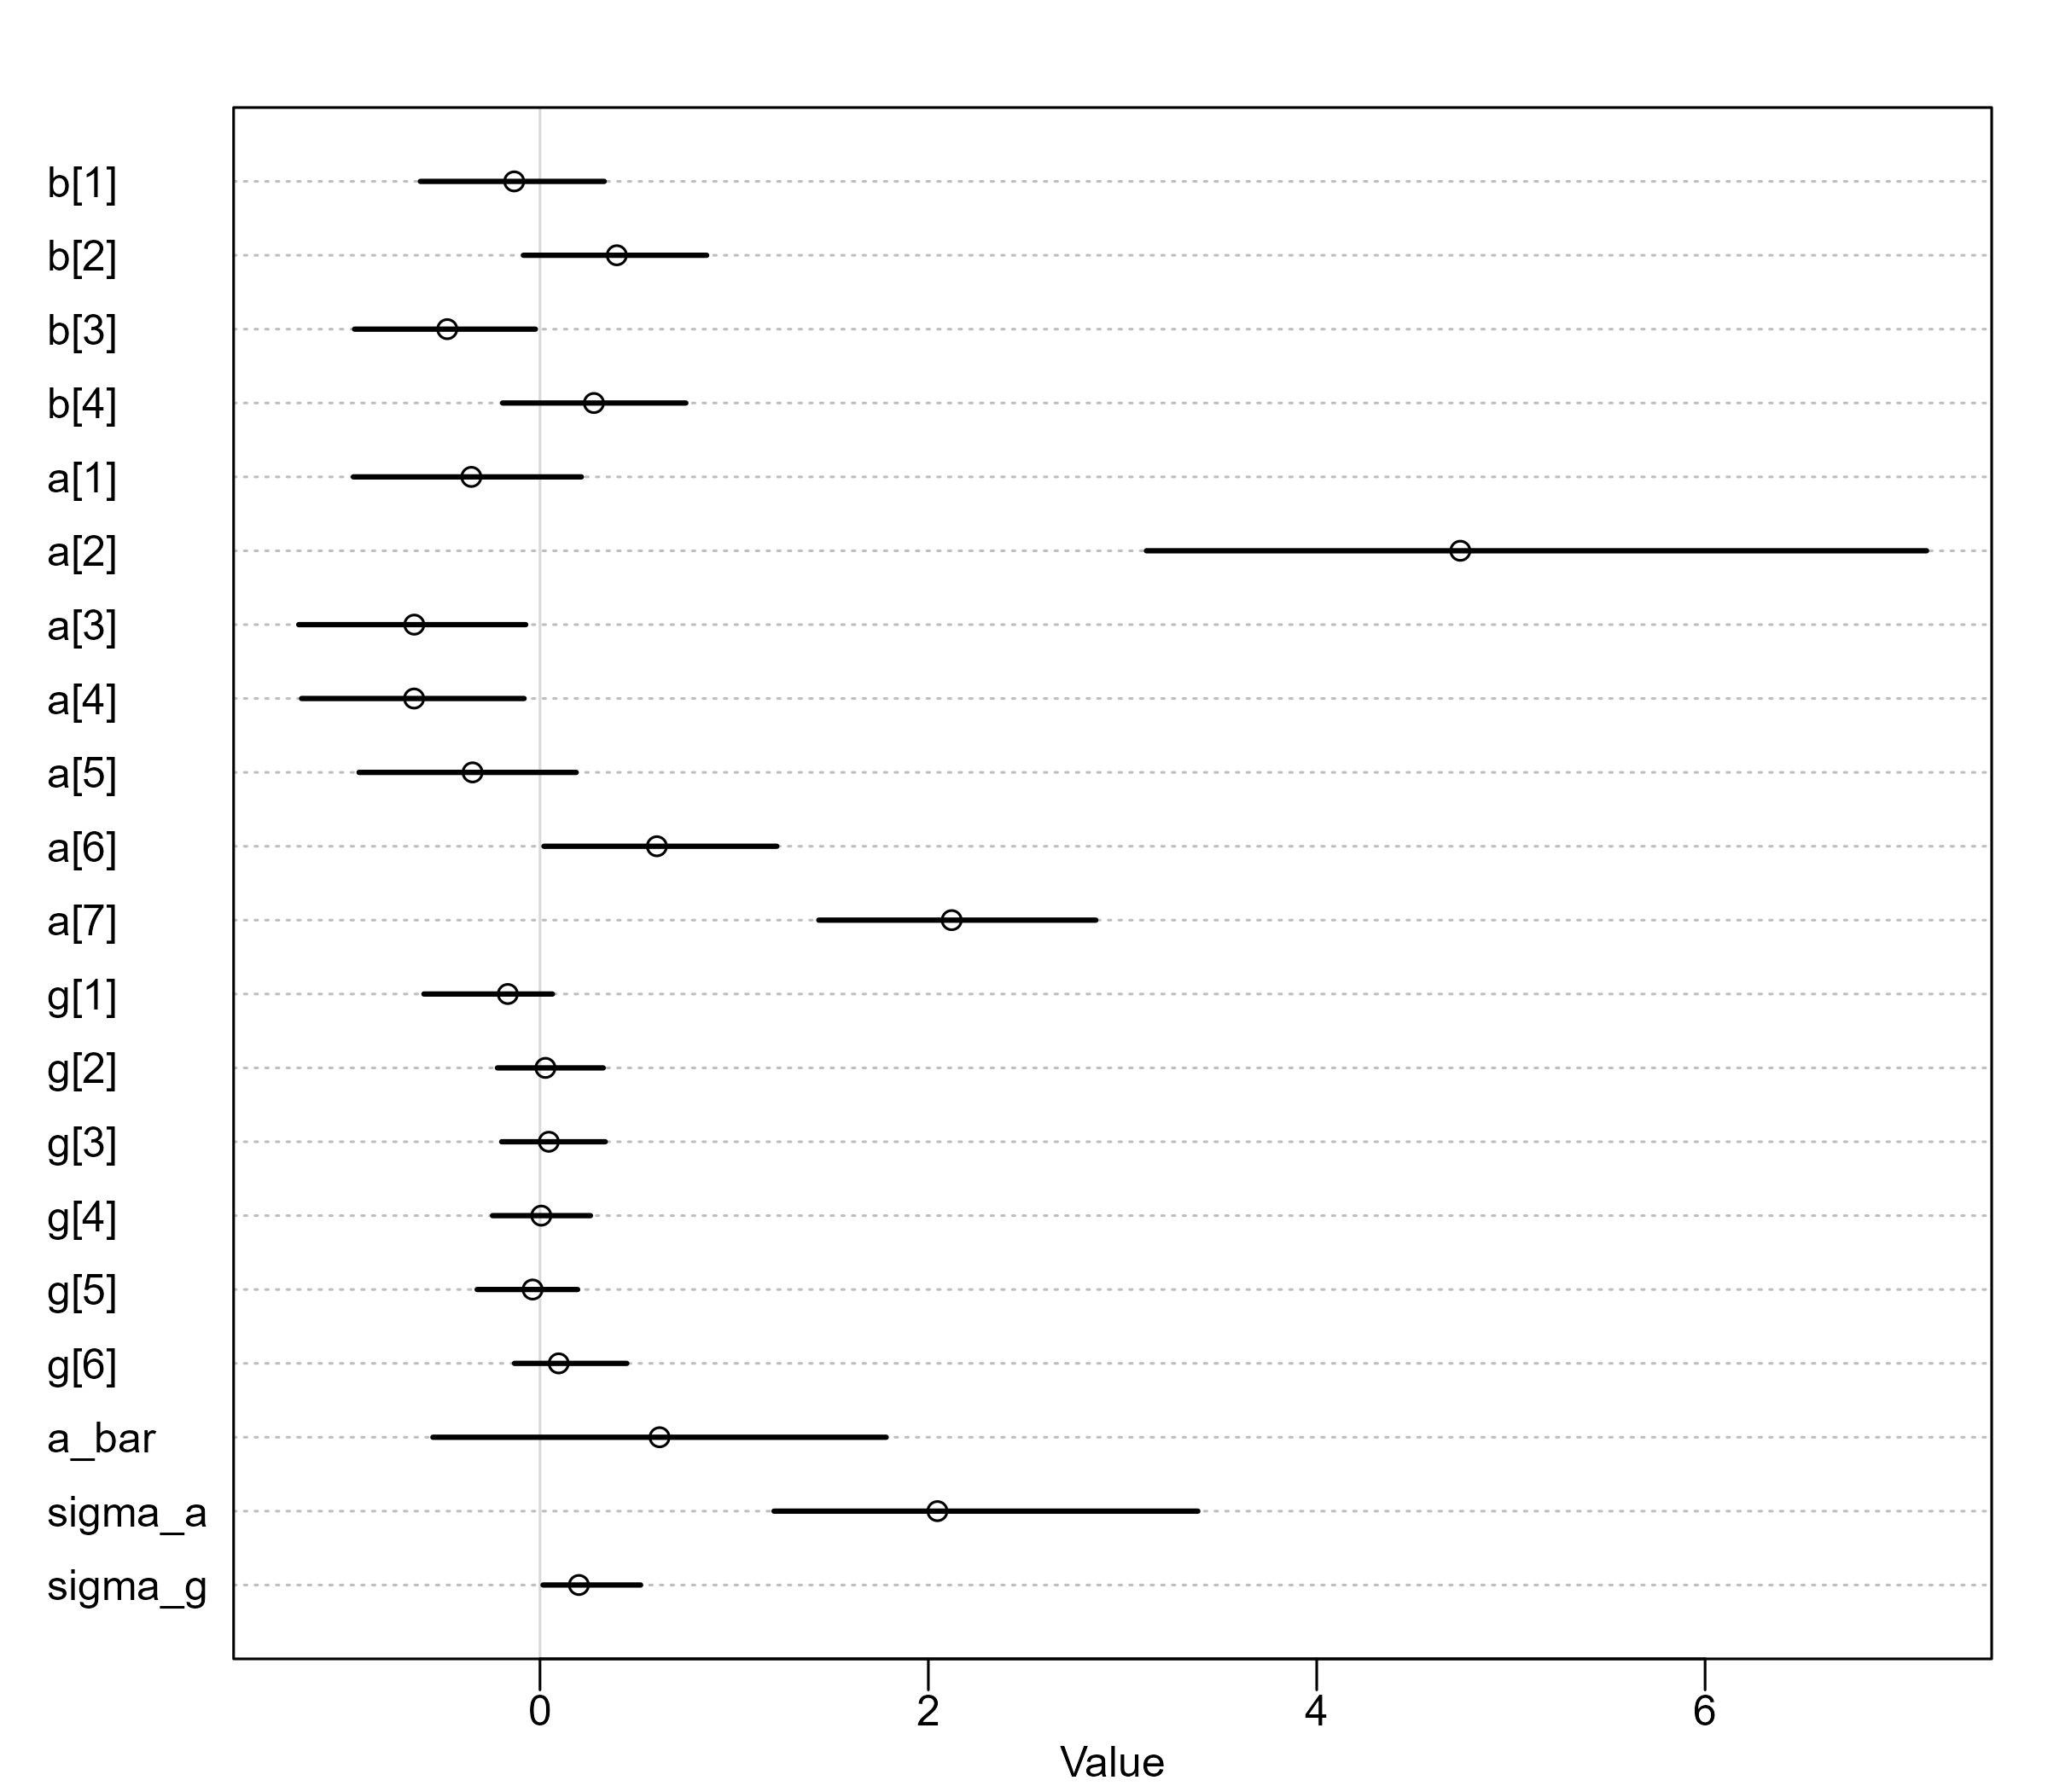 b[1]
b[2]
b[3]
b[4]
a[1]
a[2]
a[3]
a[4]
a[5]
a[6]
a[7]
g[1]
g[2]
g[3]
g[4]
g[5]
g[6]
a_bar
sigma_a
sigma_g
0 2 4 6
Value